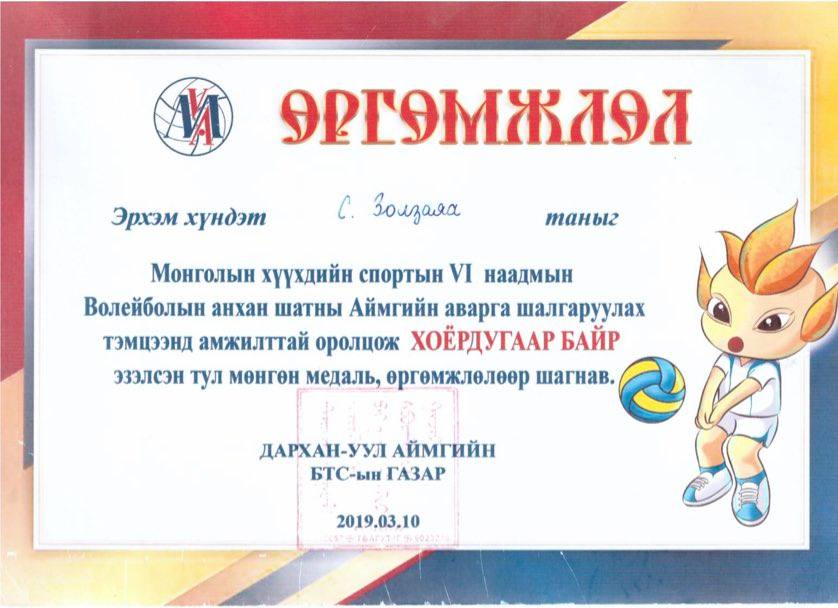 ӨРГӨМЖЛӨЛ
Эрхэм хүндэт С. Золзаяа таныг
Монголын хүүхдийн спортын VI наадмын
Волейболын анхан шатны Аймгийн аварга шалгаруулах
тэмцээнд амжилттай оролцож ХОЁРДУГААР БАЙР
эзэлсэн тул мөнгөн медаль, өргөмжлөлөөр шагнав.
ДАРХАН-УУЛ АЙМГИЙН
БТС-ын ГАЗАР
2019.03.10